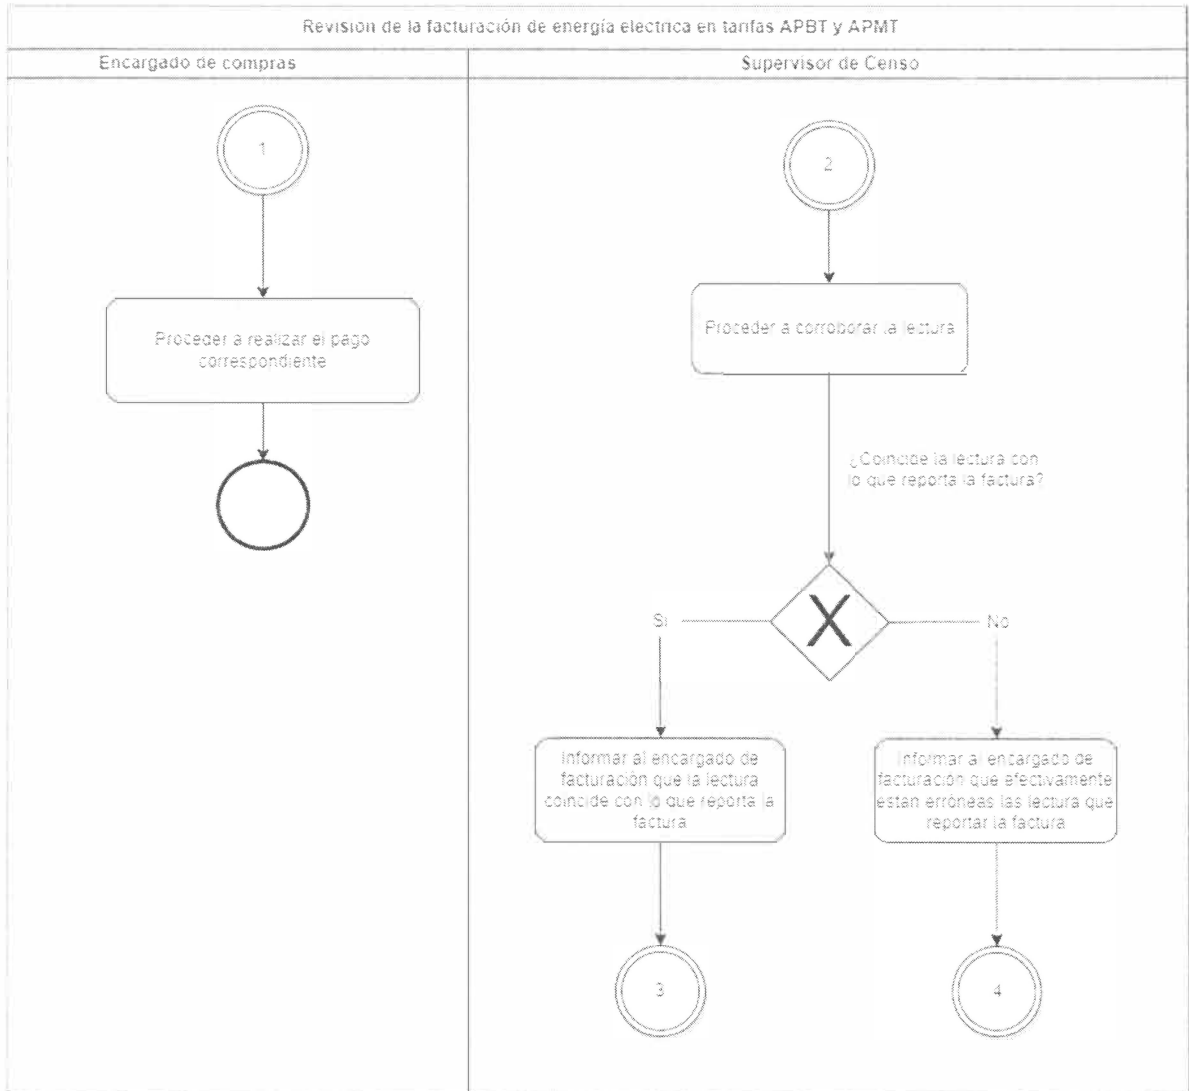 Revisión de la facturación de energía electrica en tarifas APBT y APMT
Encargado de compras
Supervisor de Censo
1
2
Proceder a realizar el pago
correspondiente
Proceder a corroborar la lectura
¿Coincide la lectura con
lo que reporta la factura?
X
Si
No
Informar al encargado de
facturación que la lectura
coincide con lo que reporta la
factura
Informar al encargado de
facturación que efectivamente
están erróneas las lectura que
reportar la factura
3
4